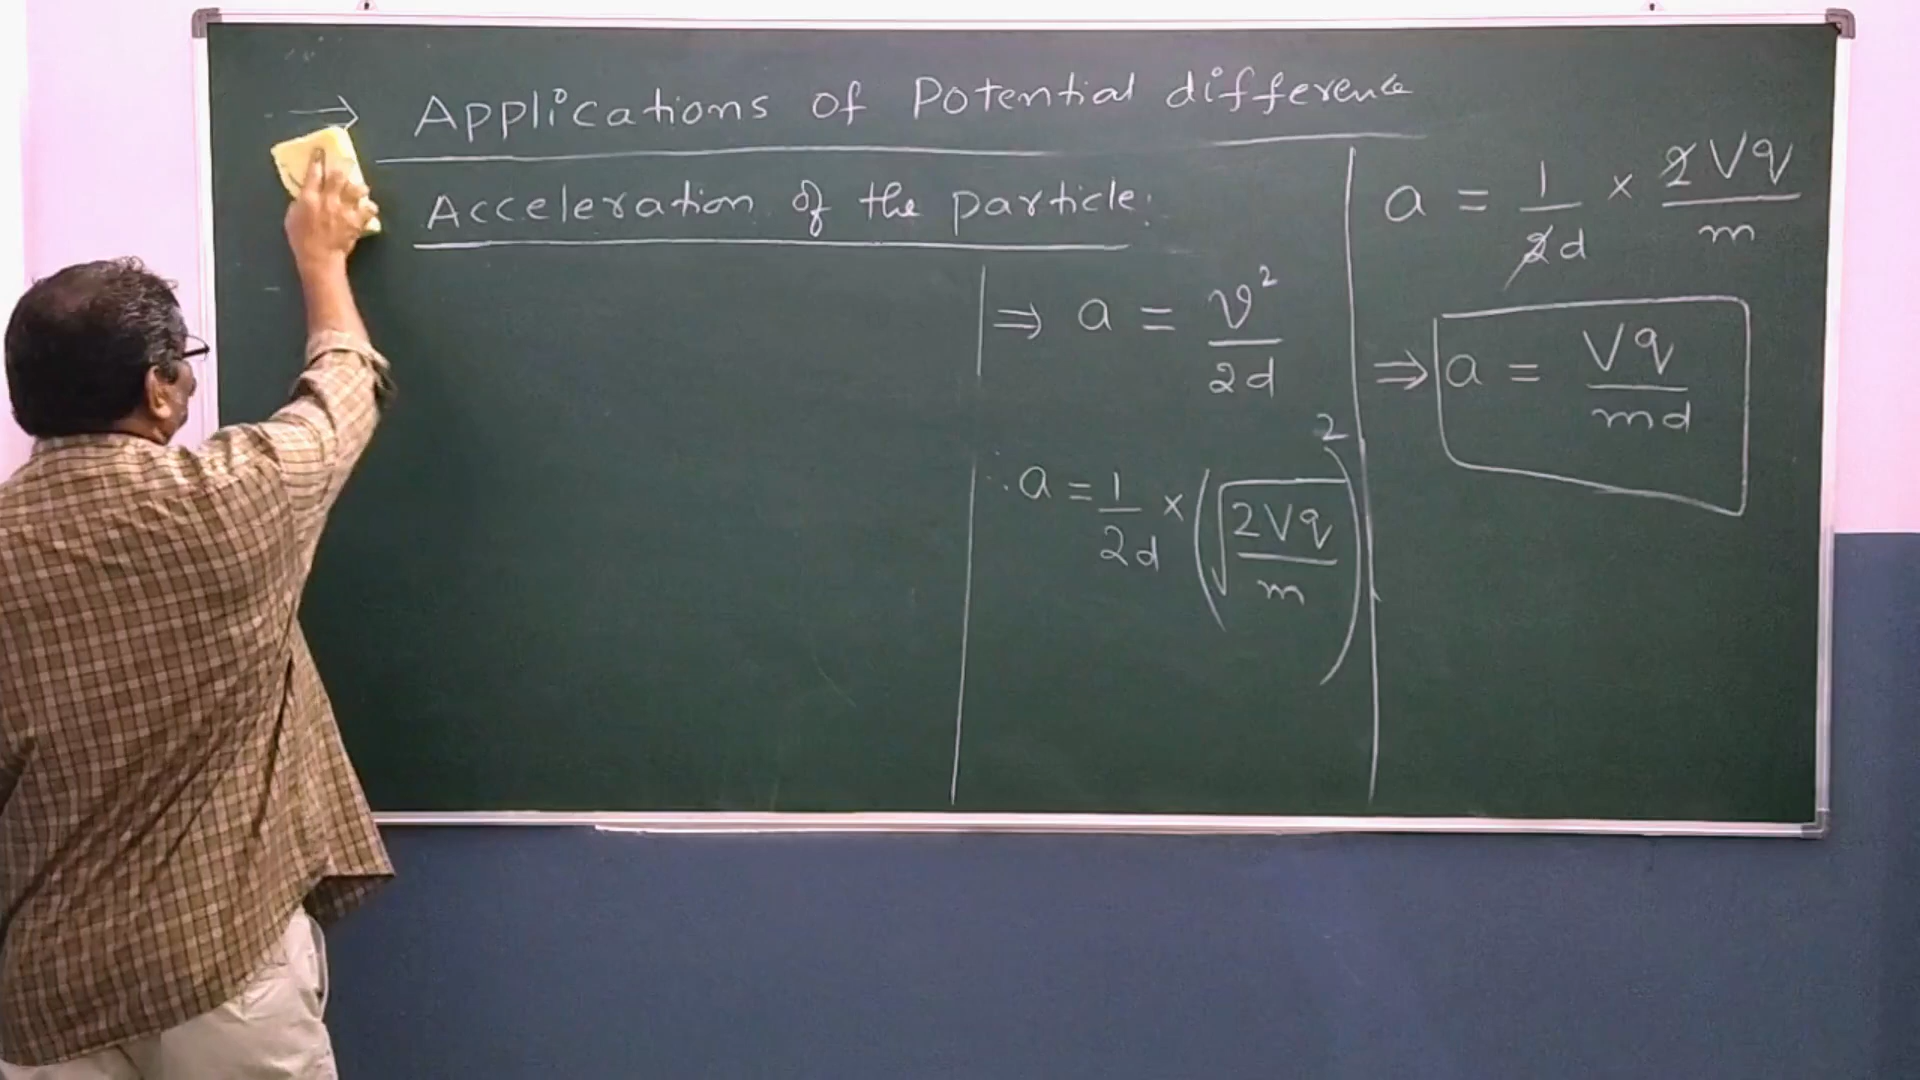 ⇒ Applications of Potential difference
Acceleration of the particle:
⇒ a = v²/2d
∴ a = 1/2d × (√(2Vq/m))²
a = 1/2d × 2Vq/m
⇒ a = Vq/md